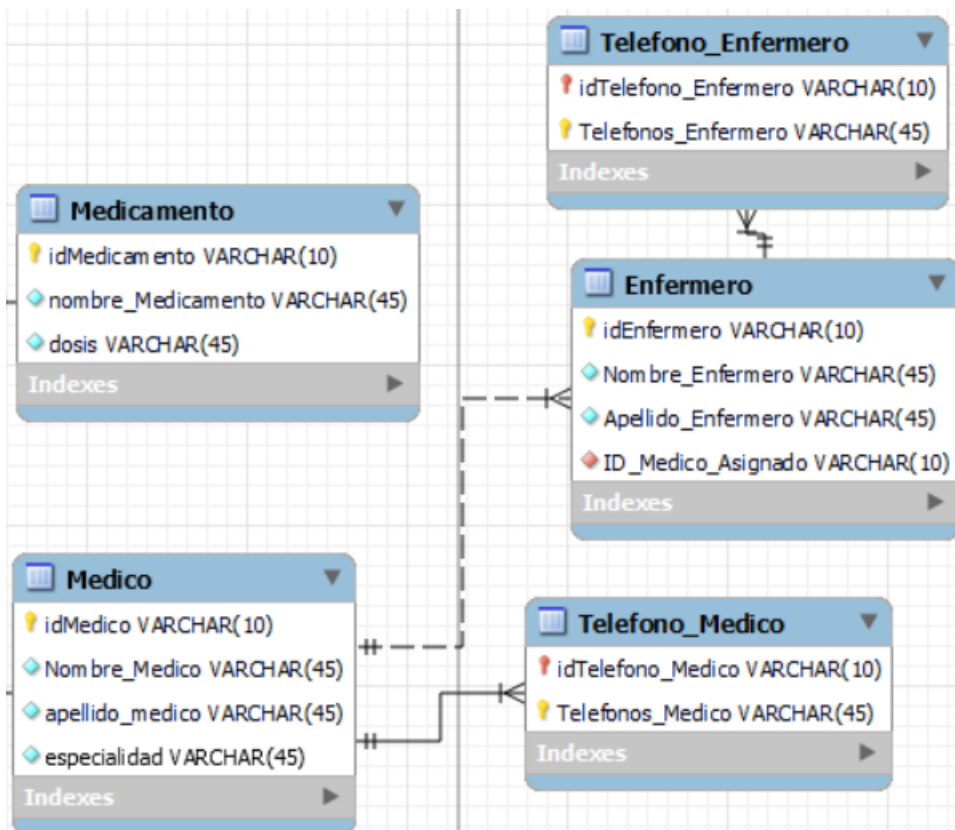 Telefono_Enfermero
idTelefono_Enfermero VARCHAR(10)
Telefonos_Enfermero VARCHAR(45)
Indexes
Medicamento
idMedicamento VARCHAR(10)
nombre_Medicamento VARCHAR(45)
dosis VARCHAR(45)
Indexes
Enfermero
idEnfermero VARCHAR(10)
Nombre_Enfermero VARCHAR(45)
Apellido_Enfermero VARCHAR(45)
ID_Medico_Asignado VARCHAR(10)
Indexes
Medico
idMedico VARCHAR(10)
Nombre_Medico VARCHAR(45)
apellido_medico VARCHAR(45)
especialidad VARCHAR(45)
Indexes
Telefono_Medico
idTelefono_Medico VARCHAR(10)
Telefonos_Medico VARCHAR(45)
Indexes